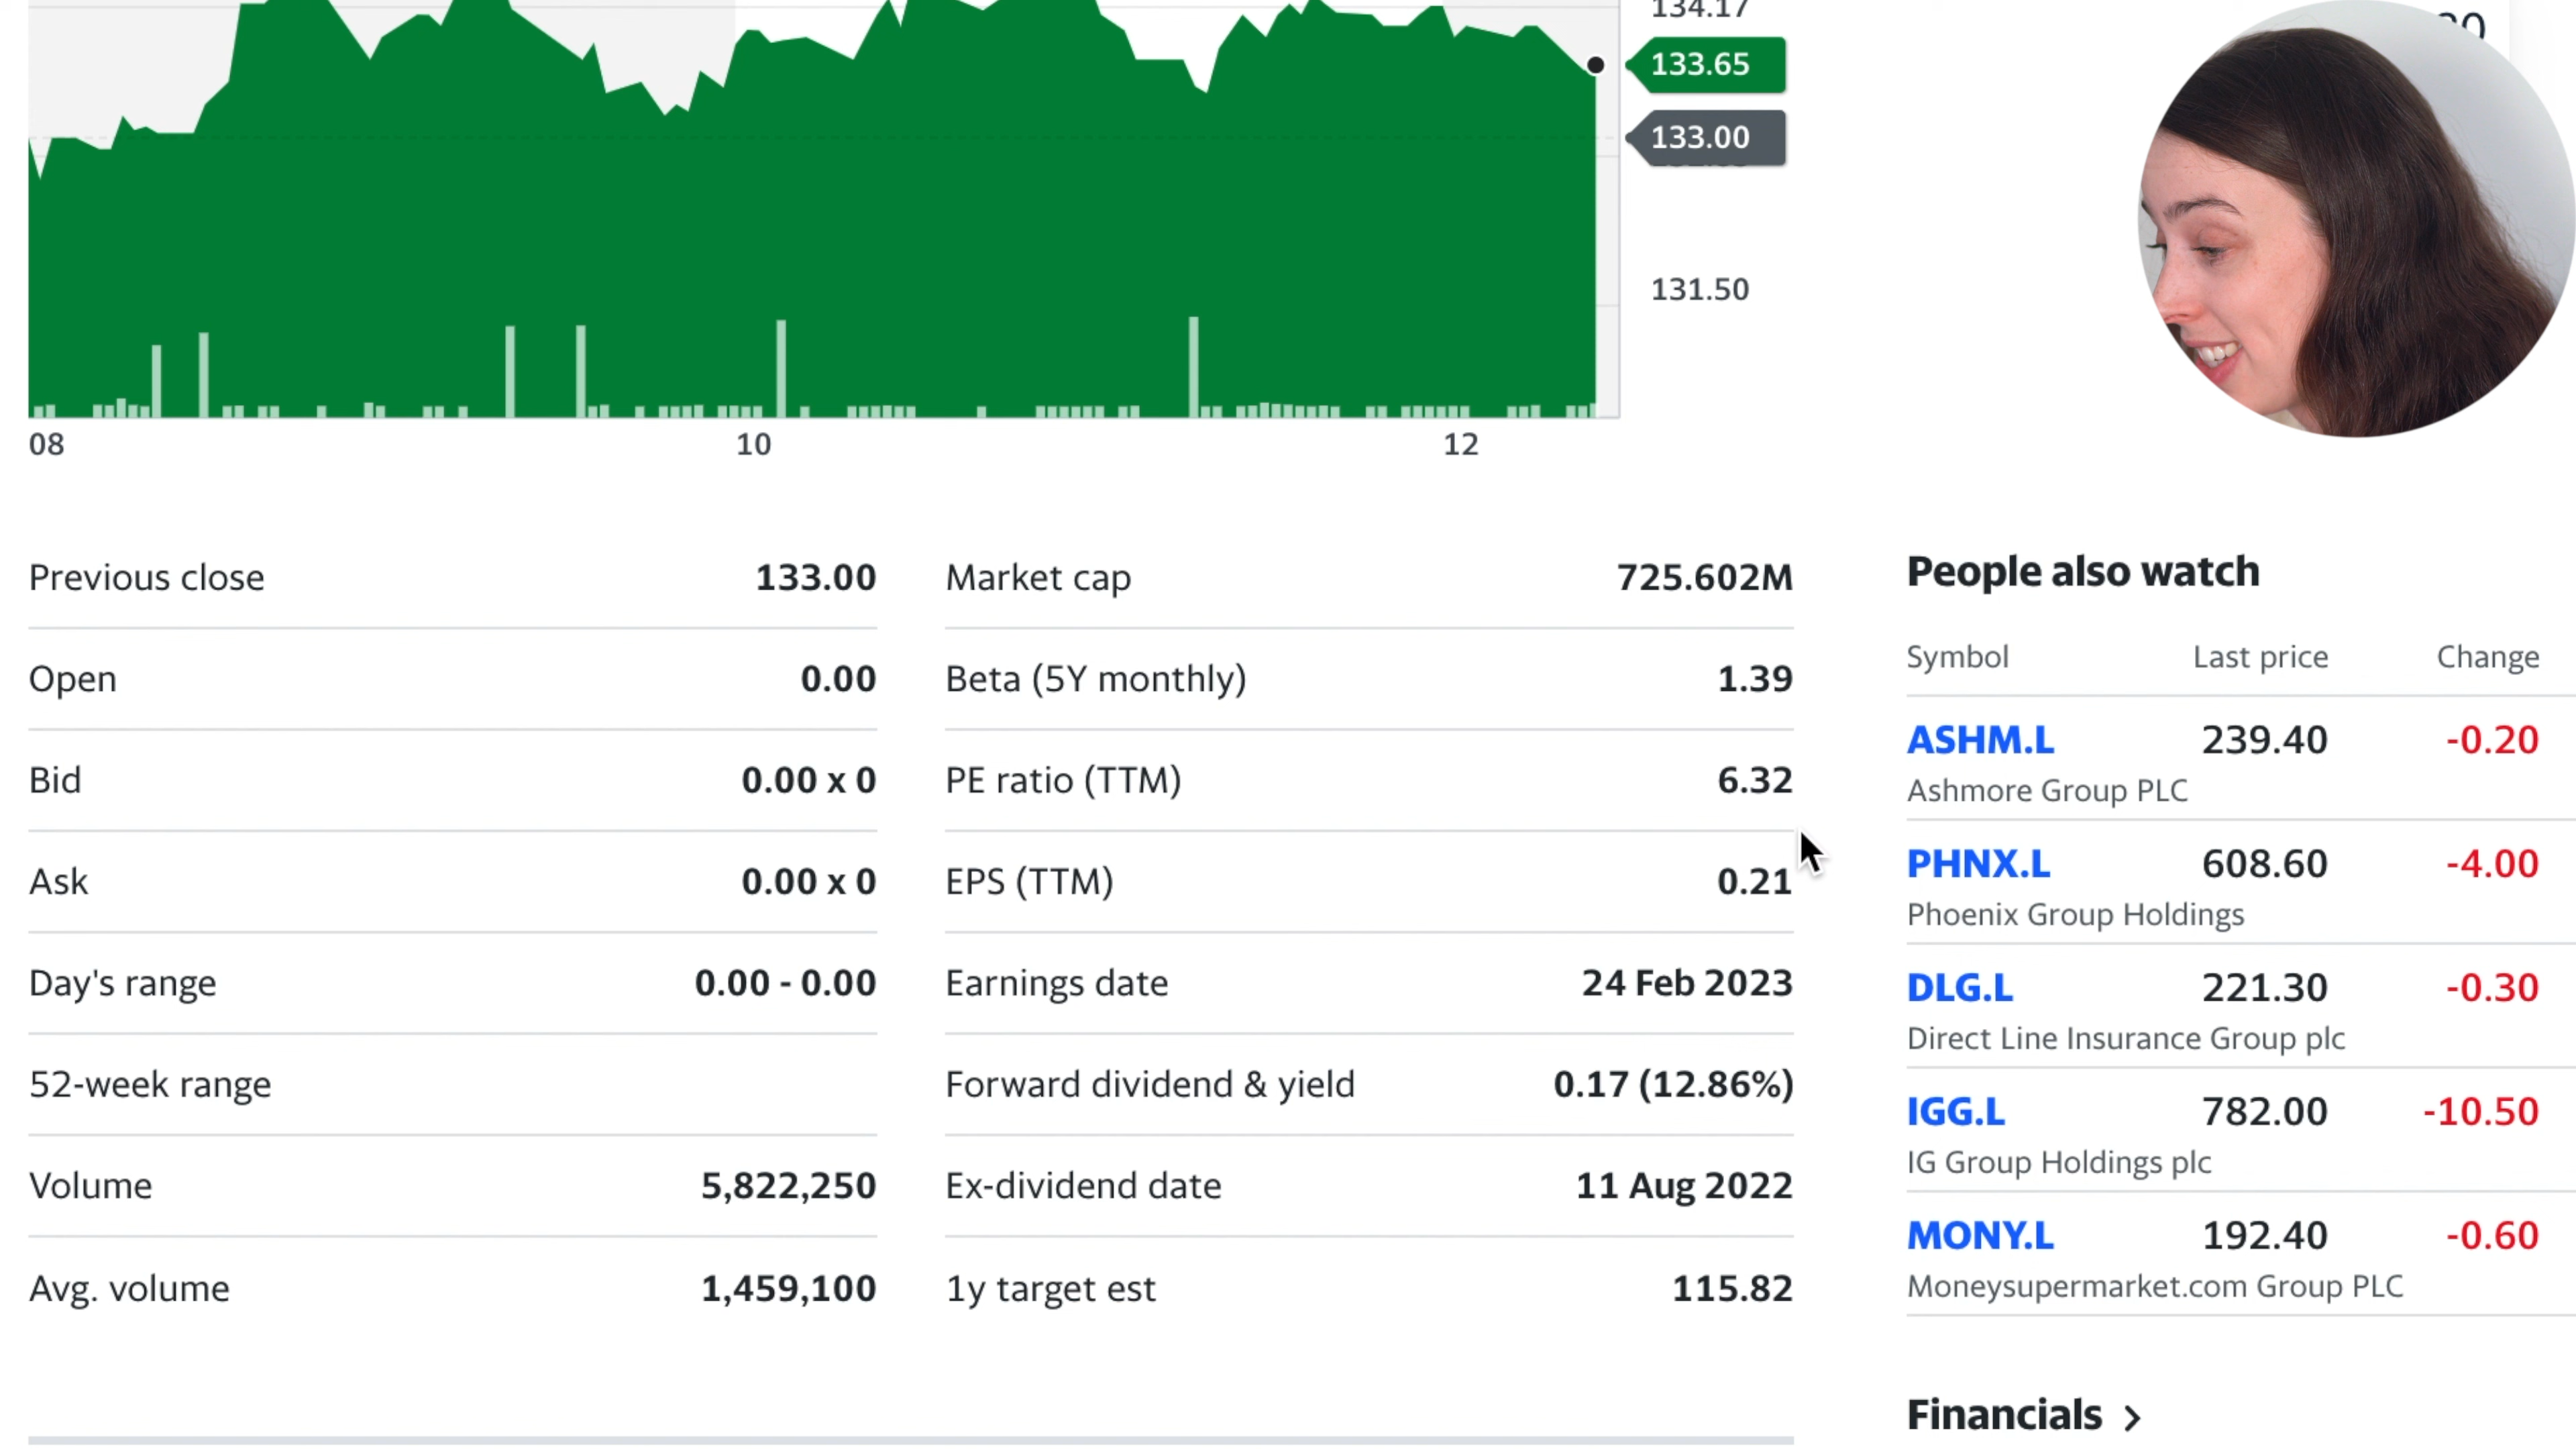 134.17
133.65
133.00
131.50
08 10 12
Previous close 133.00
Open 0.00
Bid 0.00 x 0
Ask 0.00 x 0
Day's range 0.00 - 0.00
52-week range
Volume 5,822,250
Avg. volume 1,459,100
Market cap 725.602M
Beta (5Y monthly) 1.39
PE ratio (TTM) 6.32
EPS (TTM) 0.21
Earnings date 24 Feb 2023
Forward dividend & yield 0.17 (12.86%)
Ex-dividend date 11 Aug 2022
1y target est 115.82
People also watch
Symbol Last price Change
ASHM.L 239.40 -0.20
Ashmore Group PLC
PHNX.L 608.60 -4.00
Phoenix Group Holdings
DLG.L 221.30 -0.30
Direct Line Insurance Group plc
IGG.L 782.00 -10.50
IG Group Holdings plc
MONY.L 192.40 -0.60
Moneysupermarket.com Group PLC
Financials